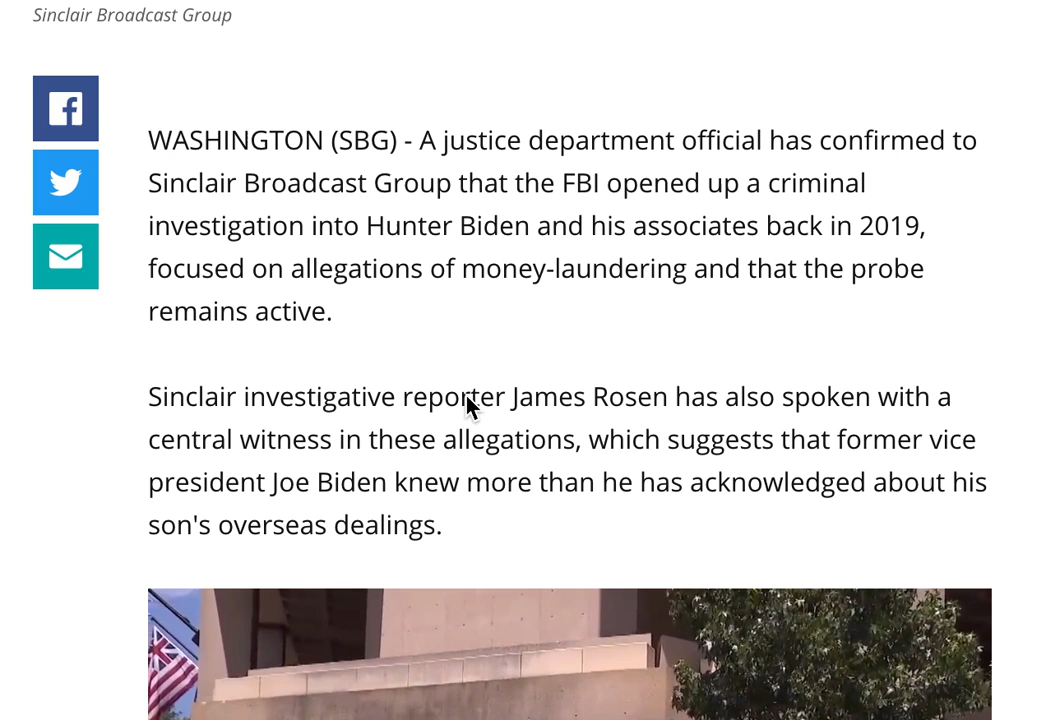 Sinclair Broadcast Group
WASHINGTON (SBG) - A justice department official has confirmed to
Sinclair Broadcast Group that the FBI opened up a criminal
investigation into Hunter Biden and his associates back in 2019,
focused on allegations of money-laundering and that the probe
remains active.
Sinclair investigative reporter James Rosen has also spoken with a
central witness in these allegations, which suggests that former vice
president Joe Biden knew more than he has acknowledged about his
son's overseas dealings.